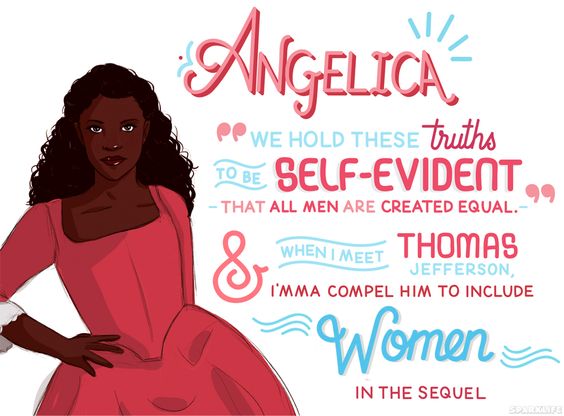 ANGELICA
"WE HOLD THESE truths
TO BE SELF-EVIDENT
- THAT ALL MEN ARE CREATED EQUAL.- "
& WHEN I MEET THOMAS
JEFFERSON,
I'MMA COMPEL HIM TO INCLUDE
Women
IN THE SEQUEL
SPARKLIFE